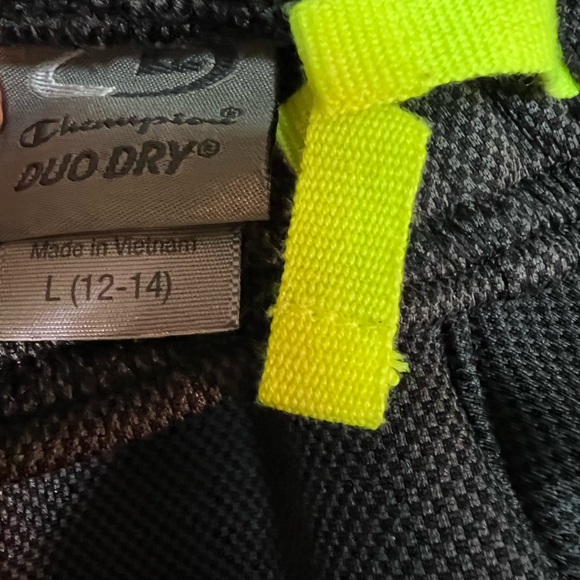 Champion®
DUO DRY®
Made in Vietnam
L (12-14)